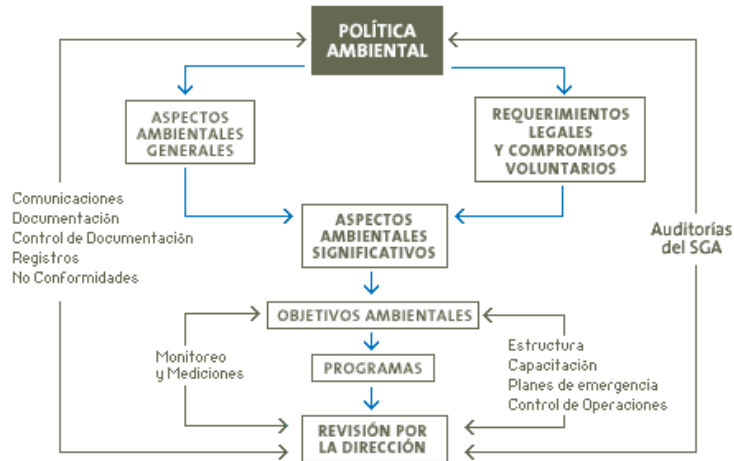 POLÍTICA
AMBIENTAL
ASPECTOS
AMBIENTALES
GENERALES
REQUERIMIENTOS
LEGALES
Y COMPROMISOS
VOLUNTARIOS
Comunicaciones
Documentación
Control de Documentación
Registros
No Conformidades
ASPECTOS
AMBIENTALES
SIGNIFICATIVOS
Auditorías
del SGA
OBJETIVOS AMBIENTALES
Monitoreo
y Mediciones
PROGRAMAS
Estructura
Capacitación
Planes de emergencia
Control de Operaciones
REVISIÓN POR
LA DIRECCIÓN